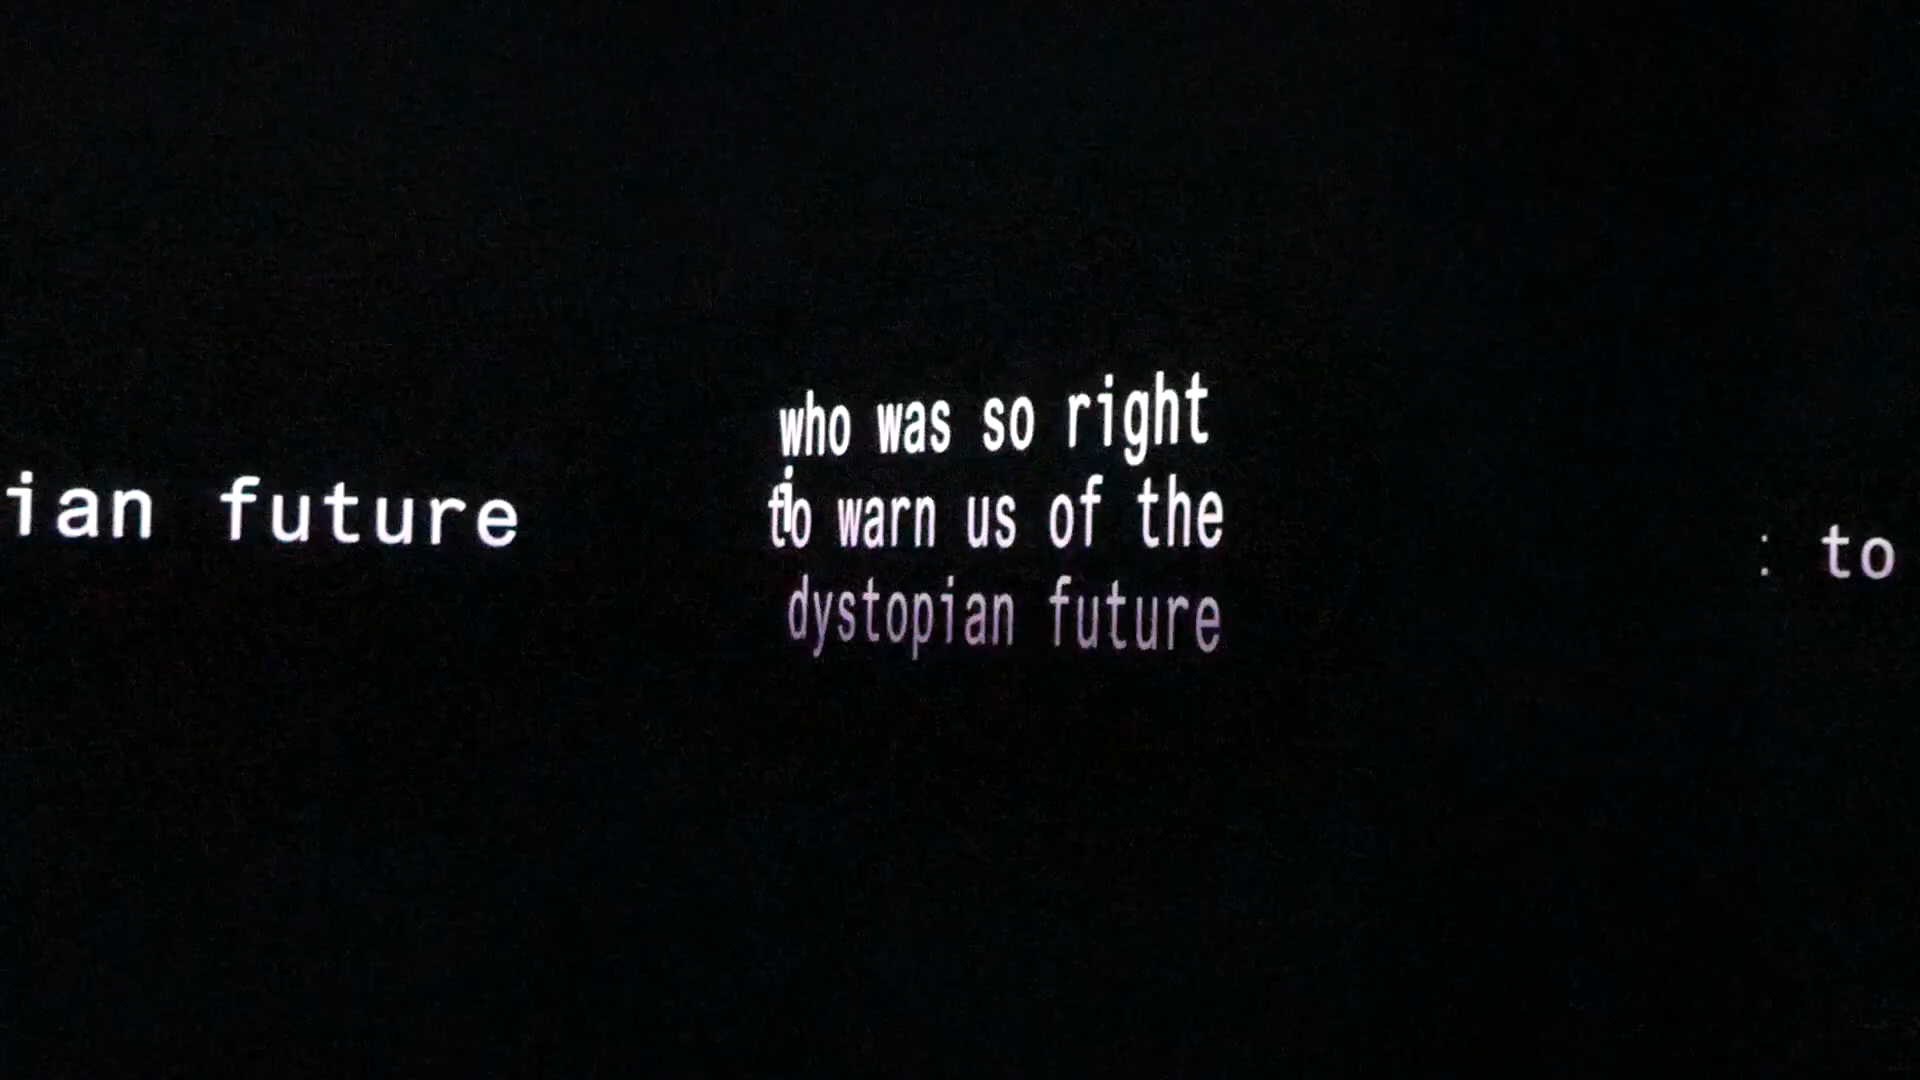 who was so right
ian future
to warn us of the
: to
dystopian future